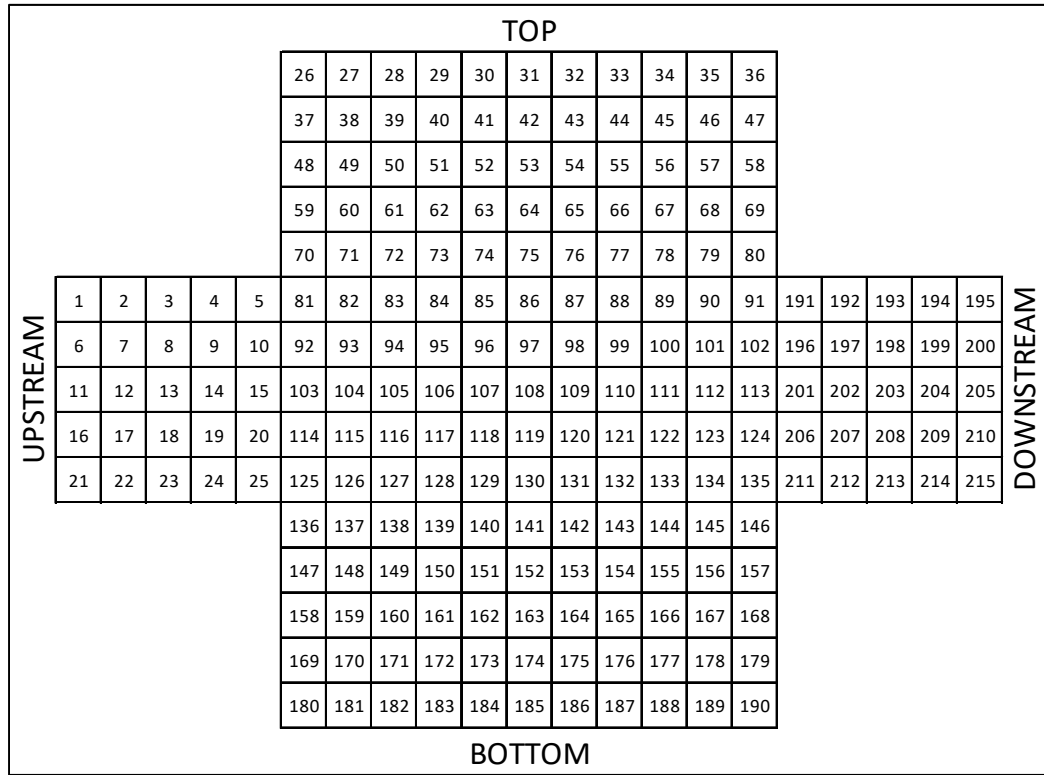 TOP
26 27 28 29 30 31 32 33 34 35 36
37 38 39 40 41 42 43 44 45 46 47
48 49 50 51 52 53 54 55 56 57 58
59 60 61 62 63 64 65 66 67 68 69
70 71 72 73 74 75 76 77 78 79 80
1 2 3 4 5 81 82 83 84 85 86 87 88 89 90 91 191 192 193 194 195
6 7 8 9 10 92 93 94 95 96 97 98 99 100 101 102 196 197 198 199 200
11 12 13 14 15 103 104 105 106 107 108 109 110 111 112 113 201 202 203 204 205
16 17 18 19 20 114 115 116 117 118 119 120 121 122 123 124 206 207 208 209 210
21 22 23 24 25 125 126 127 128 129 130 131 132 133 134 135 211 212 213 214 215
UPSTREAM
DOWNSTREAM
136 137 138 139 140 141 142 143 144 145 146
147 148 149 150 151 152 153 154 155 156 157
158 159 160 161 162 163 164 165 166 167 168
169 170 171 172 173 174 175 176 177 178 179
180 181 182 183 184 185 186 187 188 189 190
BOTTOM